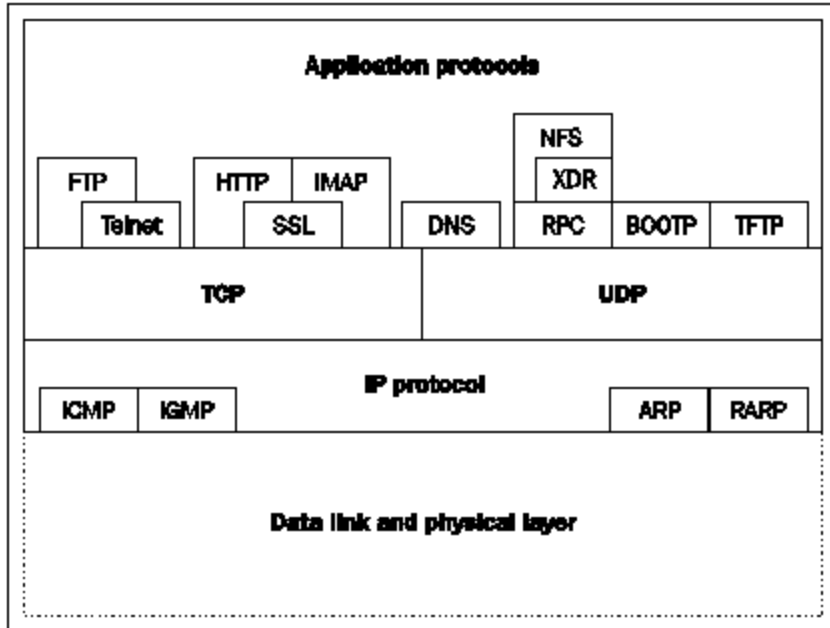 Application protocols
NFS
FTP HTTP IMAP XDR
Telnet SSL DNS RPC BOOTP TFTP
TCP UDP
IP protocol
ICMP IGMP ARP RARP
Data link and physical layer